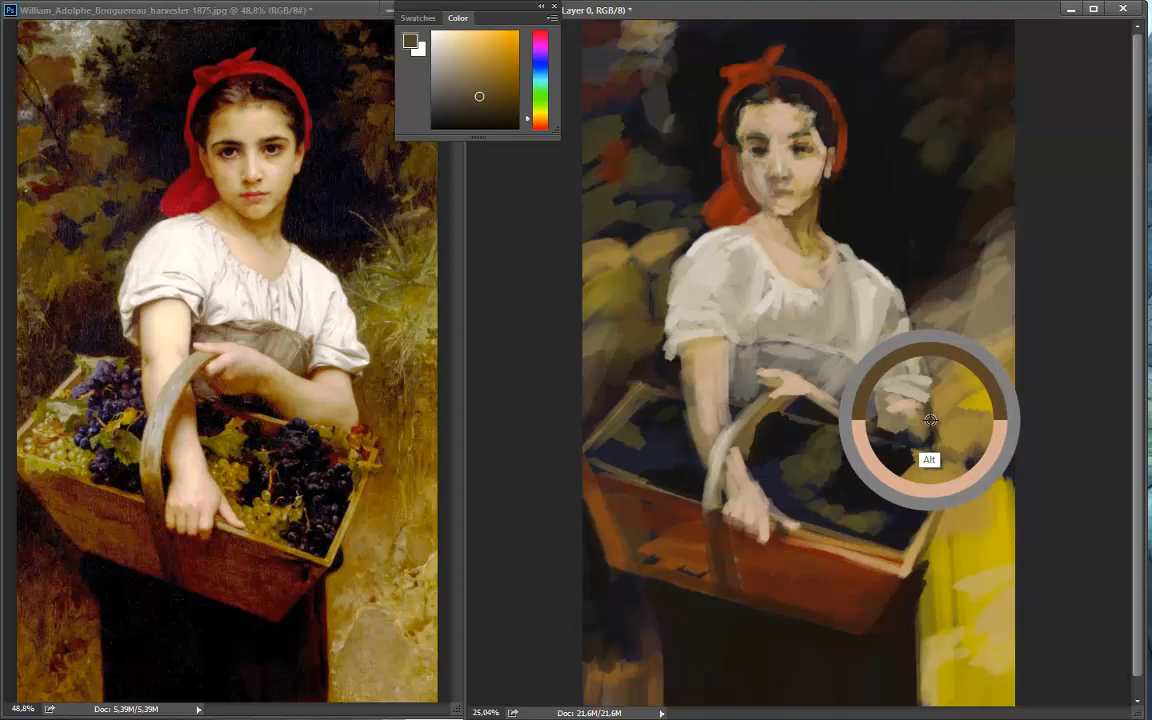 Ps William_Adolphe_Bouguereau_harvester-1875.jpg @ 48,8% (RGB/8#) *
Layer 0, RGB/8) *
Swatches Color
Alt
48,8% Doc: 5,39M/5,39M
25,04% Doc: 21,6M/21,6M